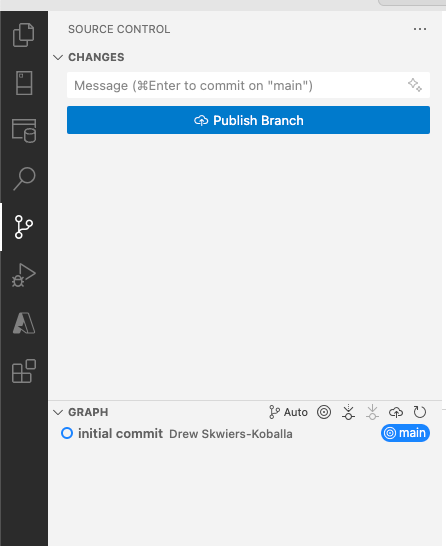 SOURCE CONTROL
CHANGES
Message (⌘Enter to commit on "main")
Publish Branch
GRAPH Auto
initial commit Drew Skwiers-Koballa main